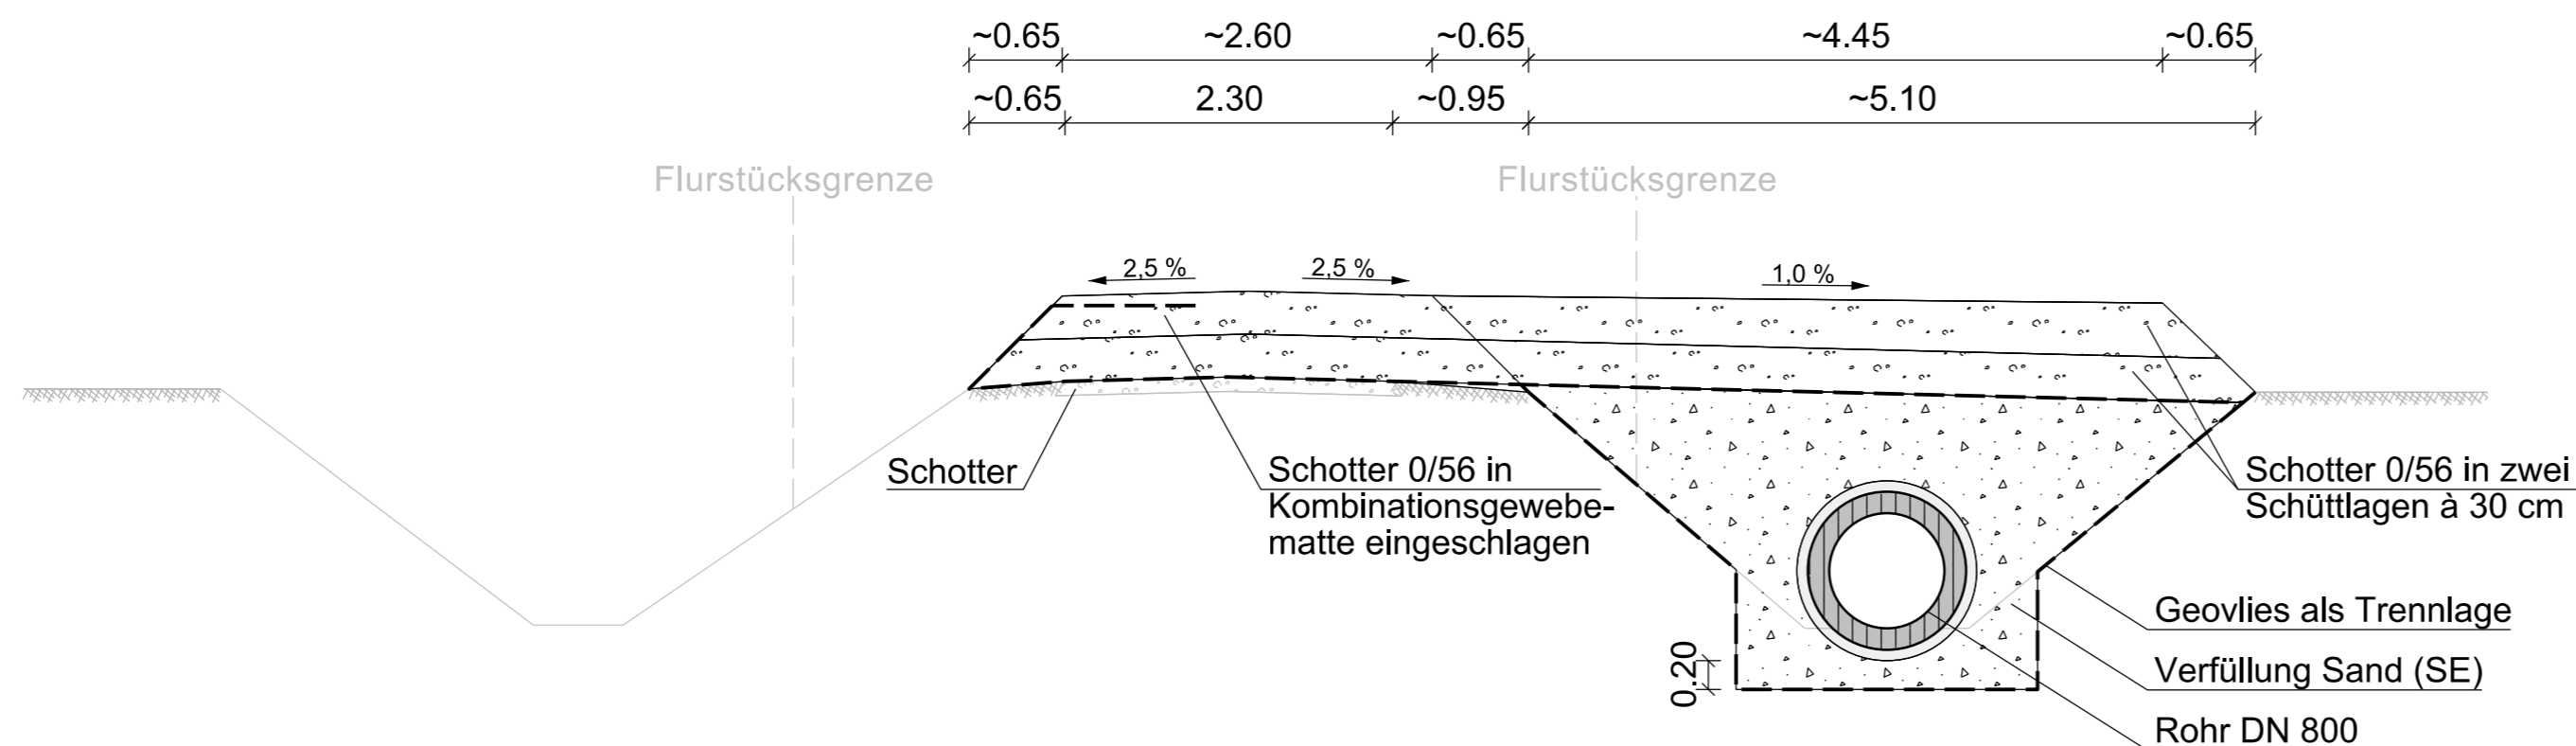 ~0.65 ~2.60 ~0.65 ~4.45 ~0.65
~0.65 2.30 ~0.95 ~5.10
Flurstücksgrenze Flurstücksgrenze
2,5 % 2,5 % 1,0 %
Schotter
Schotter 0/56 in
Kombinationsgewebe-
matte eingeschlagen
Schotter 0/56 in zwei
Schüttlagen à 30 cm
Geovlies als Trennlage
0.20
Verfüllung Sand (SE)
Rohr DN 800